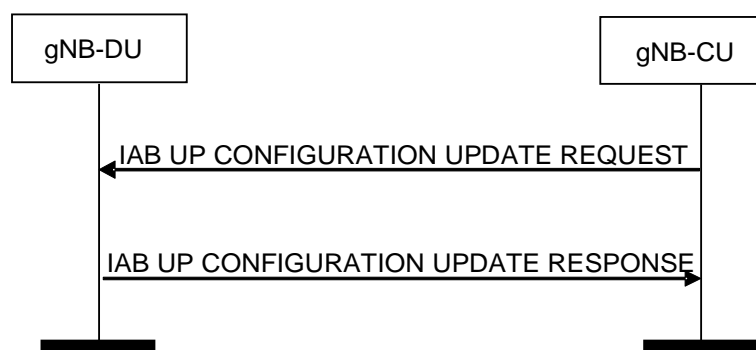 gNB-DU
gNB-CU
IAB UP CONFIGURATION UPDATE REQUEST
IAB UP CONFIGURATION UPDATE RESPONSE